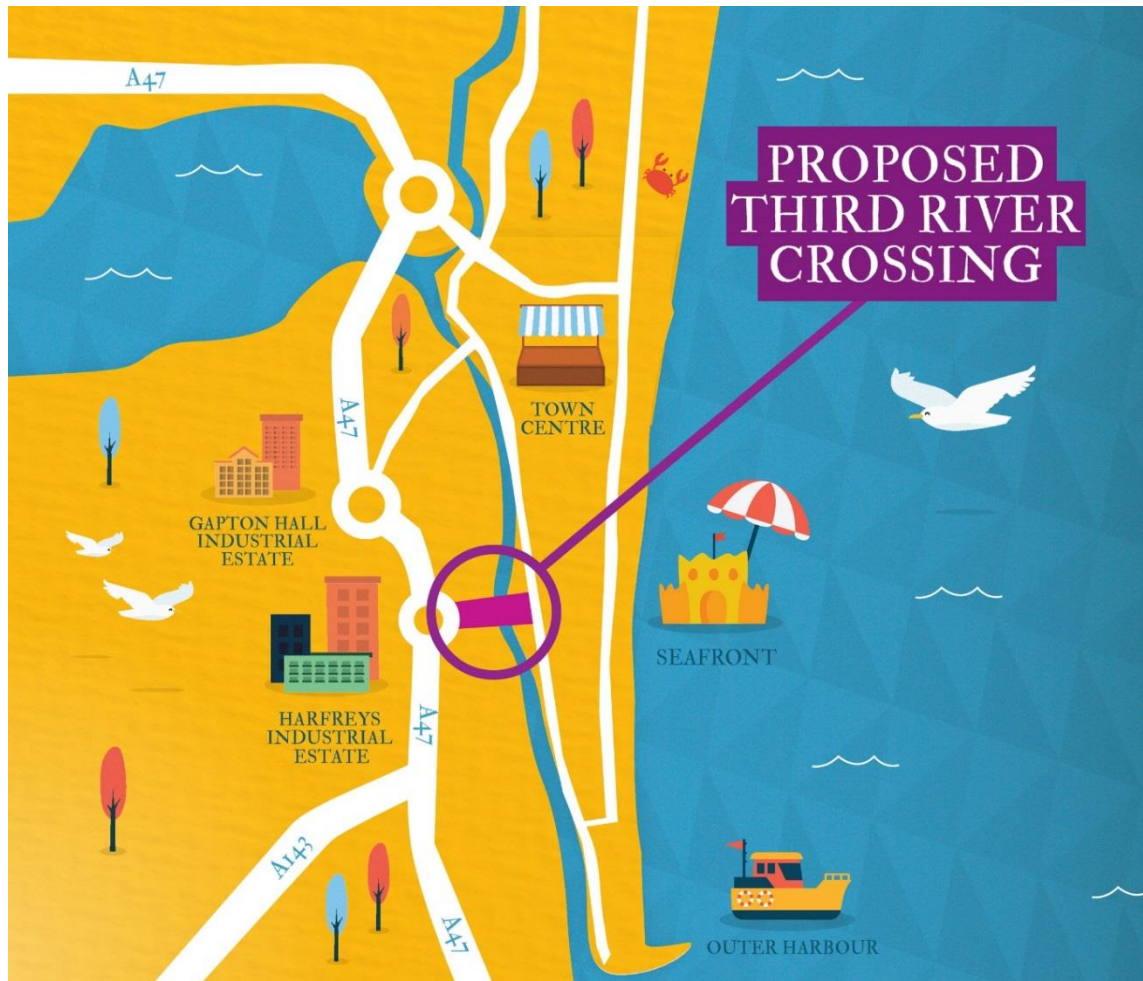 A47
PROPOSED
THIRD RIVER
CROSSING
A47
TOWN
CENTRE
GAPTON HALL
INDUSTRIAL
ESTATE
SEAFRONT
HARFREYS
INDUSTRIAL
ESTATE
A47
A143
A47
OUTER HARBOUR